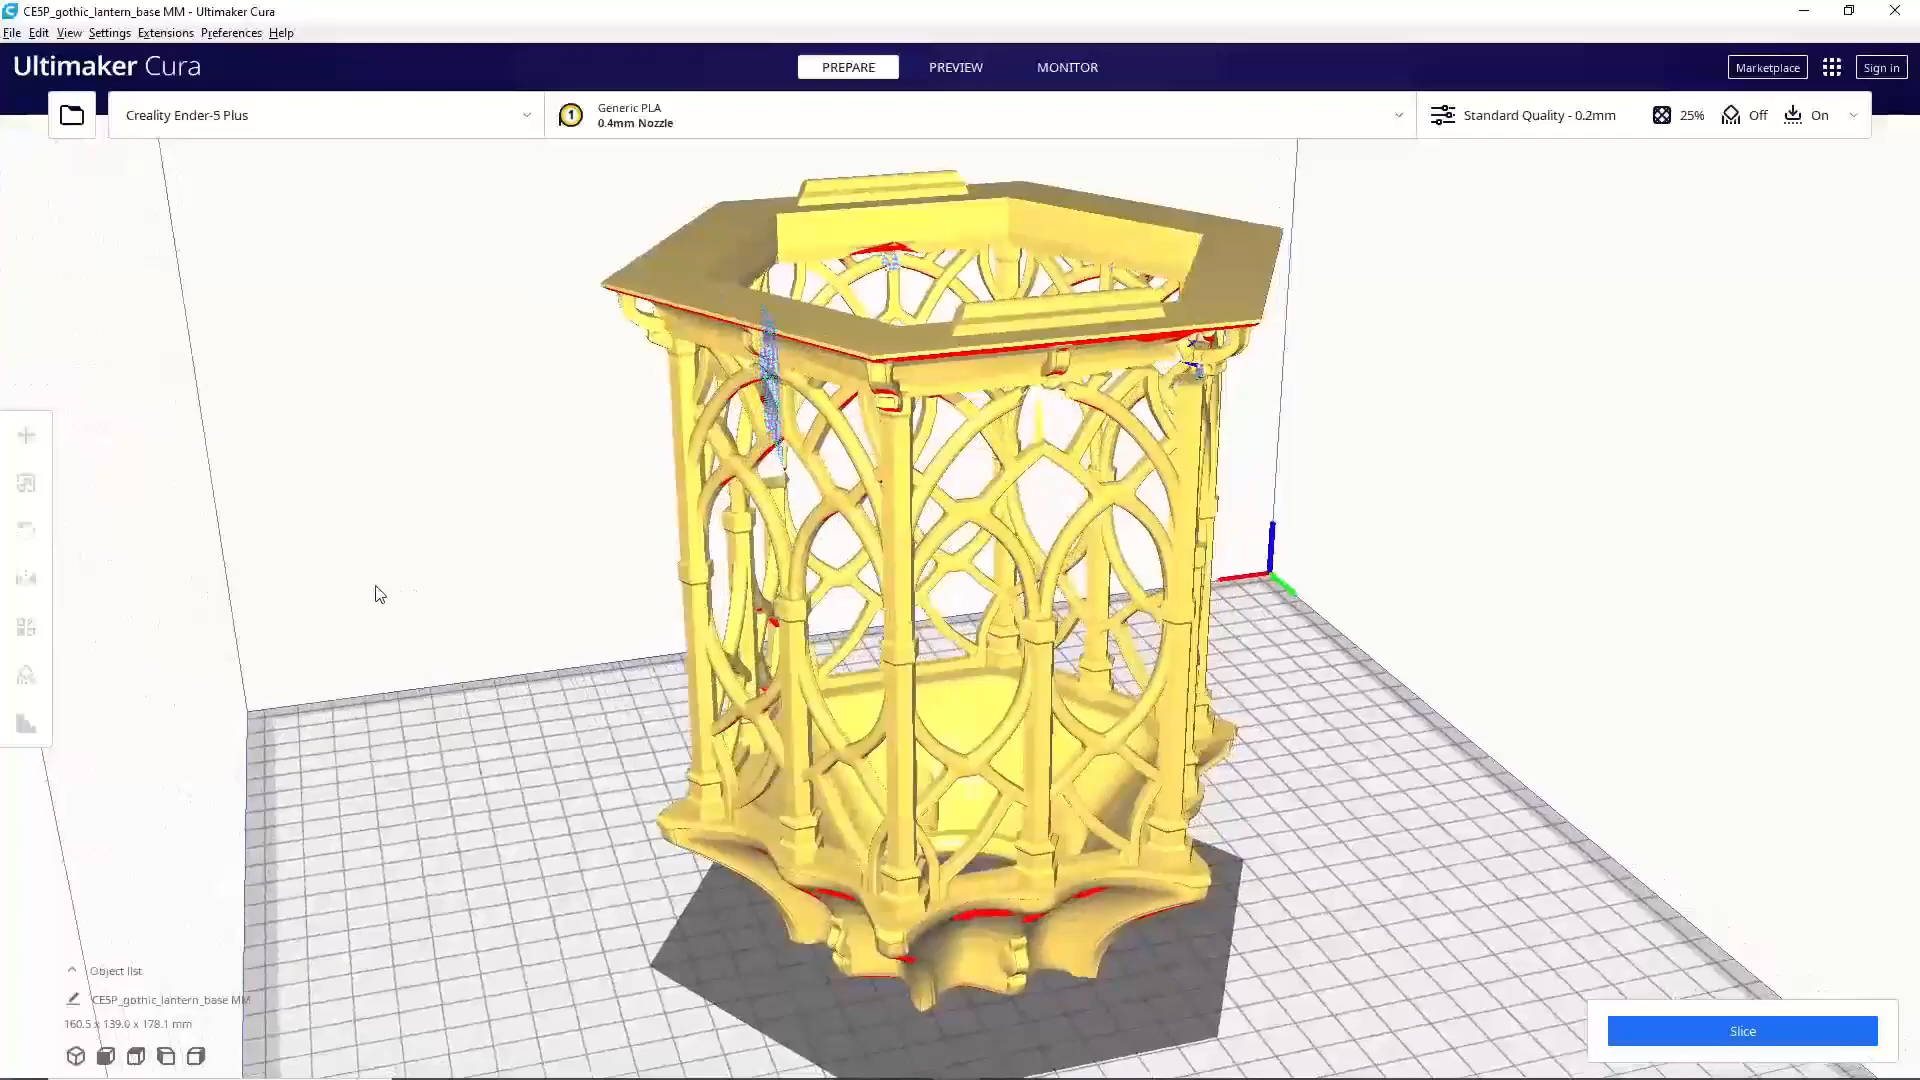 CE5P_gothic_lantern_base MM - Ultimaker Cura
File Edit View Settings Extensions Preferences Help
Ultimaker Cura
PREPARE
PREVIEW
MONITOR
Marketplace
Sign in
Creality Ender-5 Plus
1
Generic PLA
0.4mm Nozzle
Standard Quality - 0.2mm
25%
Off
On
Object list
CE5P_gothic_lantern_base MM
160.5 x 139.0 x 178.1 mm
Slice